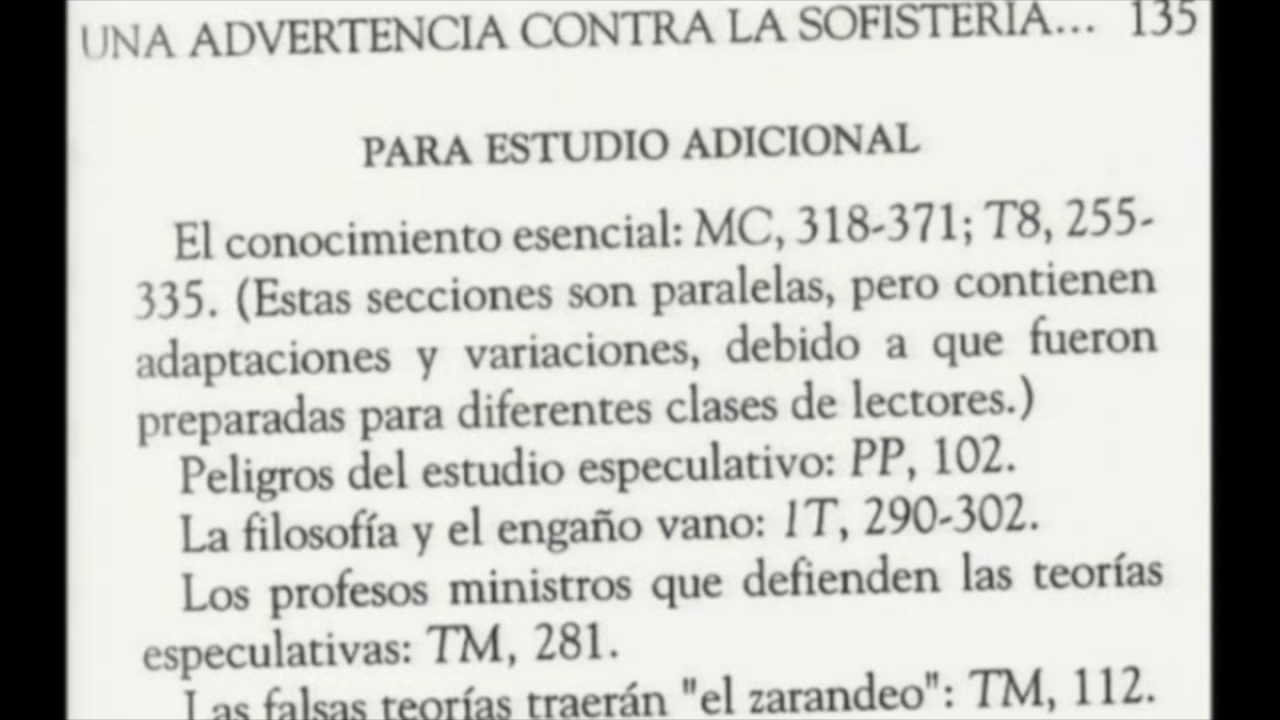 UNA ADVERTENCIA CONTRA LA SOFISTERIA... 135
PARA ESTUDIO ADICIONAL
El conocimiento esencial: MC, 318-371; T8, 255-
335. (Estas secciones son paralelas, pero contienen
adaptaciones y variaciones, debido a que fueron
preparadas para diferentes clases de lectores.)
Peligros del estudio especulativo: PP, 102.
La filosofía y el engaño vano: 1T, 290-302.
Los profesos ministros que defienden las teorías
especulativas: TM, 281.
Las falsas teorías traerán "el zarandeo": TM, 112.